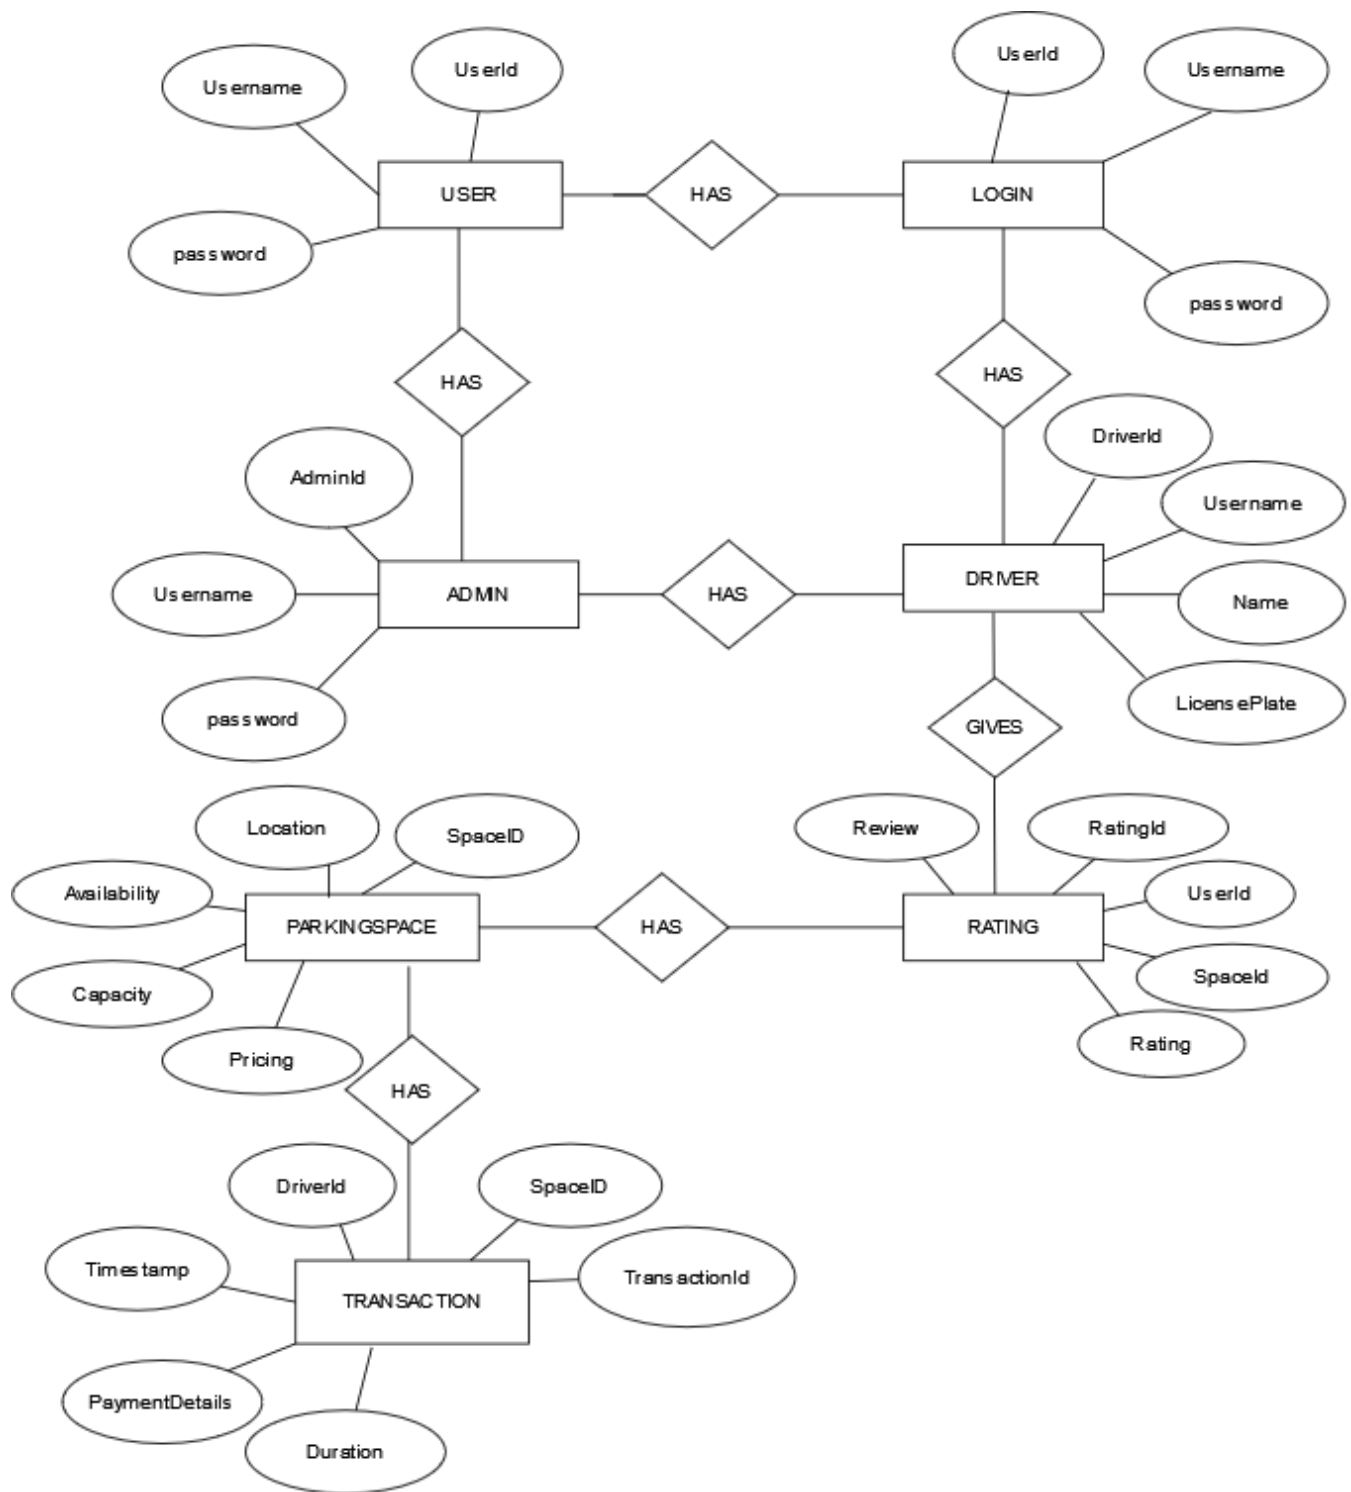 UserId
UserId
Username
Username
USER
HAS
LOGIN
password
password
HAS
HAS
DriverId
AdminId
Username
Username
ADMIN
HAS
DRIVER
Name
LicensePlate
password
GIVES
Location
SpaceID
Review
RatingId
Availability
UserId
PARKINGSPACE
HAS
RATING
SpaceId
Capacity
Pricing
Rating
HAS
DriverId
SpaceID
Timestamp
TransactionId
TRANSACTION
PaymentDetails
Duration